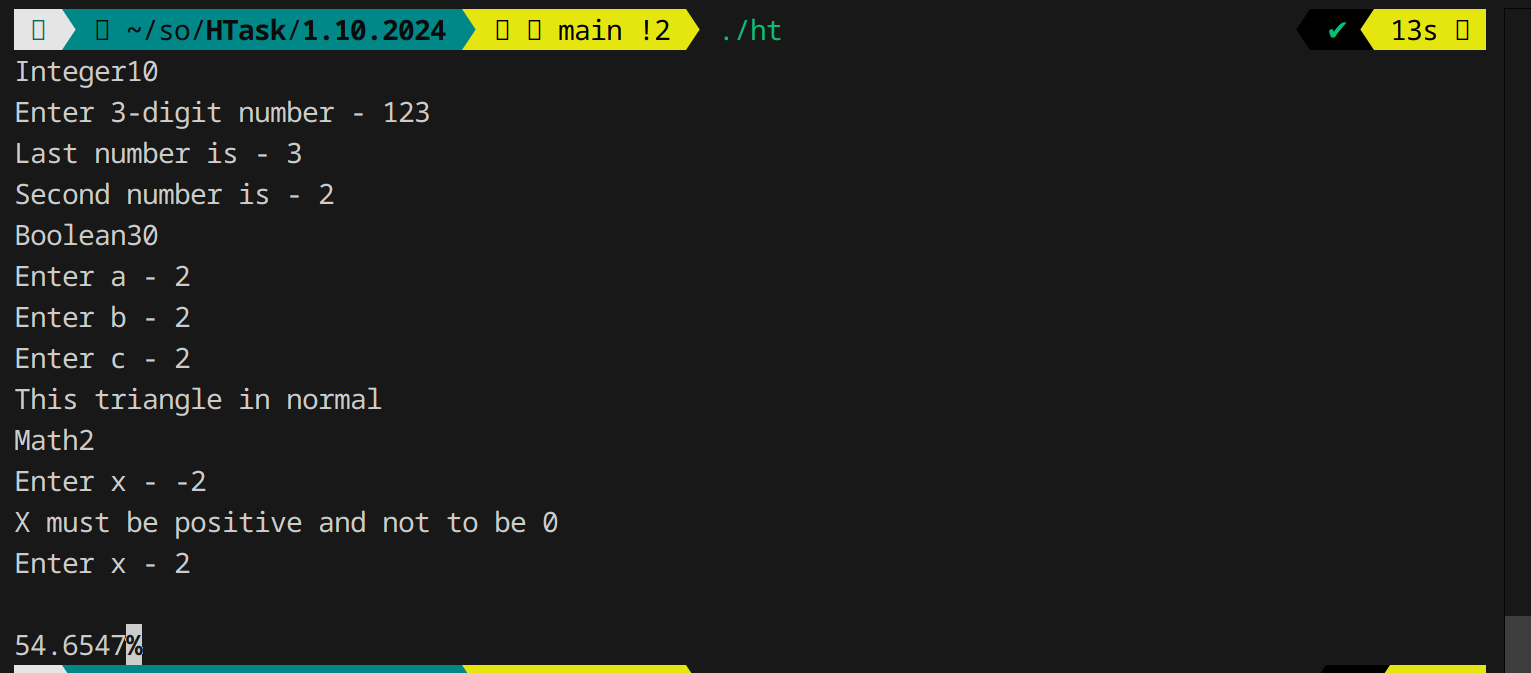 ~/so/HTask/1.10.2024 main !2 ./ht ✔ 13s
Integer10
Enter 3-digit number - 123
Last number is - 3
Second number is - 2
Boolean30
Enter a - 2
Enter b - 2
Enter c - 2
This triangle in normal
Math2
Enter x - -2
X must be positive and not to be 0
Enter x - 2
54.6547%